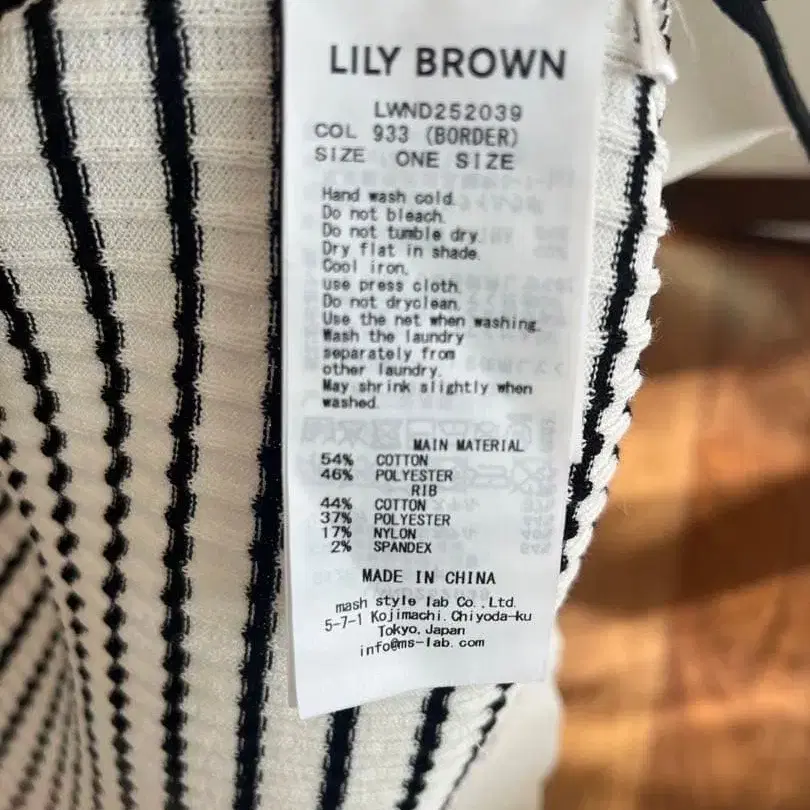 LILY BROWN
LWND252039
COL 933 (BORDER)
SIZE ONE SIZE
Hand wash cold.
Do not bleach.
Do not tumble dry.
Dry flat in shade.
Cool iron.
use press cloth.
Do not dryclean.
Use the net when washing.
Wash the laundry
separately from
other laundry.
May shrink slightly when
washed.
MAIN MATERIAL
54% COTTON
46% POLYESTER
RIB
44% COTTON
37% POLYESTER
17% NYLON
2% SPANDEX
MADE IN CHINA
mash style lab Co.,Ltd.
5-7-1 Kojimachi.Chiyoda-ku
Tokyo,Japan
info@ms-lab.com